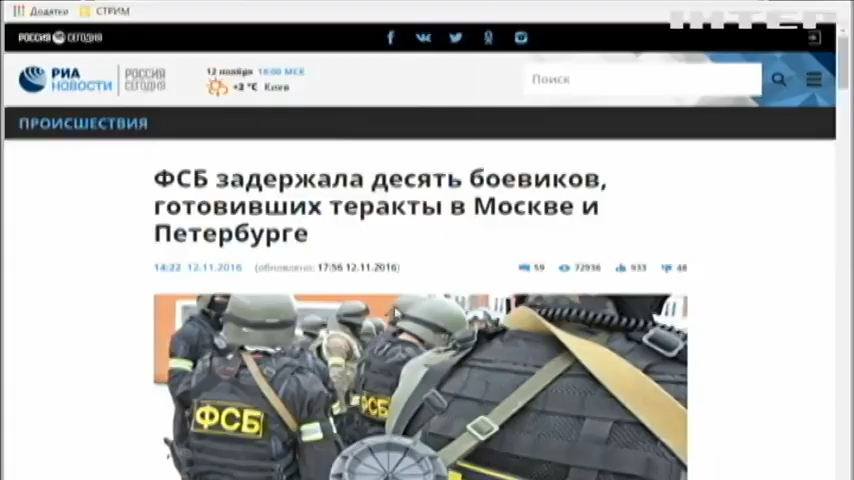 Додатки СТРИМ
ІНТЕР
РОССИЯ СЕГОДНЯ
РИА НОВОСТИ
РОССИЯ СЕГОДНЯ
12 ноября 18:00 МСК
+2 °C Киев
Поиск
ПРОИСШЕСТВИЯ
ФСБ задержала десять боевиков,
готовивших теракты в Москве и
Петербурге
14:22 12.11.2016 (обновлено: 17:56 12.11.2016) 59 72936 933 48
ФСБ
ФСБ